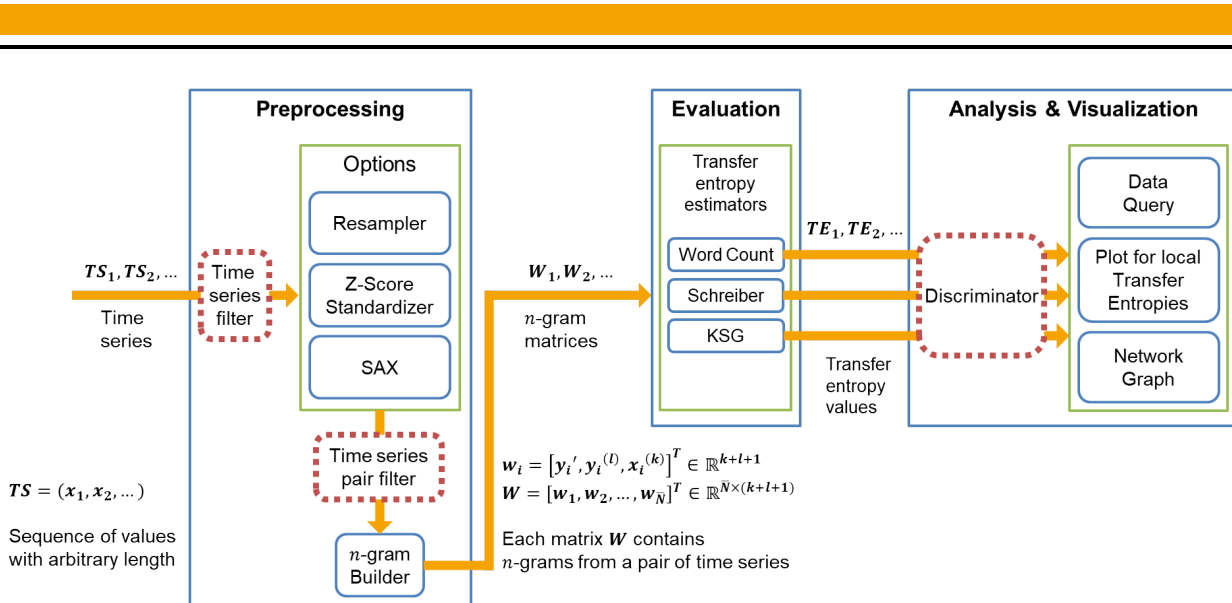 Preprocessing
Evaluation
Analysis & Visualization
Options
Resampler
Z-Score
Standardizer
SAX
TS₁, TS₂, ...
Time
series
Time
series
filter
Time series
pair filter
n-gram
Builder
TS = (x₁, x₂, ...)
Sequence of values
with arbitrary length
W₁, W₂, ...
n-gram
matrices
wᵢ = [yᵢ′, yᵢ⁽ˡ⁾, xᵢ⁽ᵏ⁾]ᵀ ∈ ℝᵏ⁺ˡ⁺¹
W = [w₁, w₂, ..., w_N̄]ᵀ ∈ ℝ^N̄×(k+l+1)
Each matrix W contains
n-grams from a pair of time series
Transfer
entropy
estimators
Word Count
Schreiber
KSG
TE₁, TE₂, ...
Transfer
entropy
values
Discriminator
Data
Query
Plot for local
Transfer
Entropies
Network
Graph